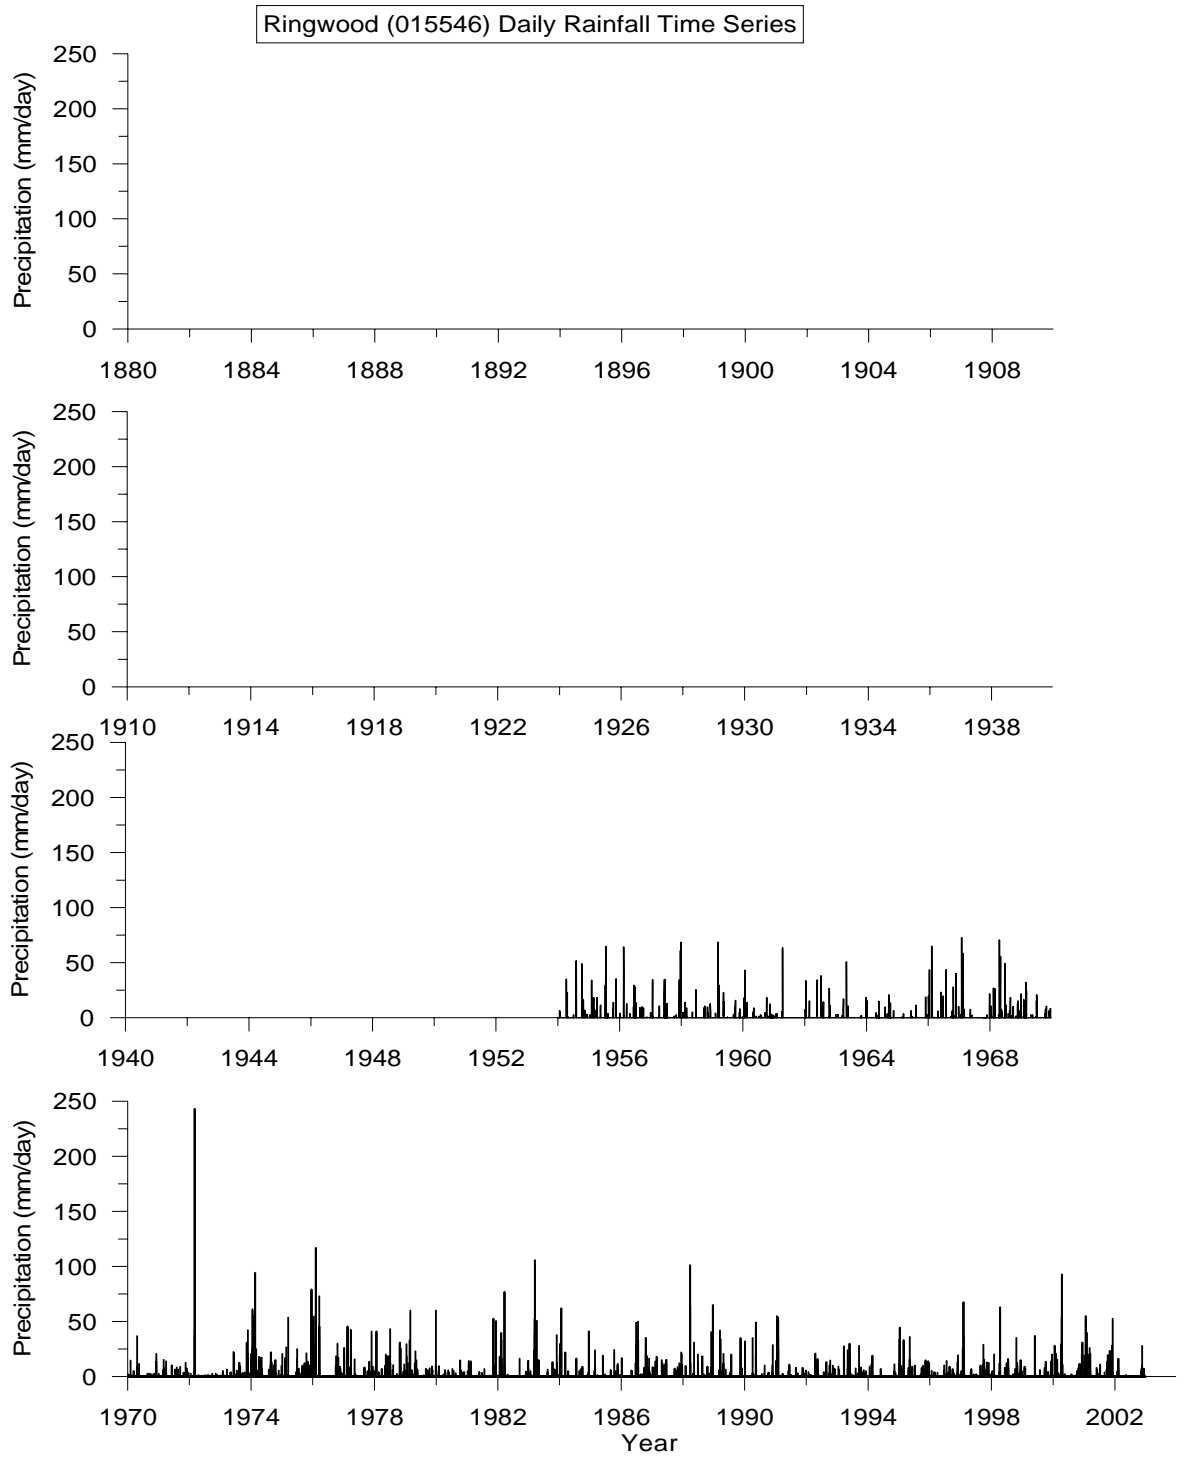 Ringwood (015546) Daily Rainfall Time Series
Precipitation (mm/day)
250
200
150
100
50
0
1880 1884 1888 1892 1896 1900 1904 1908
Precipitation (mm/day)
250
200
150
100
50
0
1910 1914 1918 1922 1926 1930 1934 1938
Precipitation (mm/day)
250
200
150
100
50
0
1940 1944 1948 1952 1956 1960 1964 1968
Precipitation (mm/day)
250
200
150
100
50
0
1970 1974 1978 1982 1986 1990 1994 1998 2002
Year